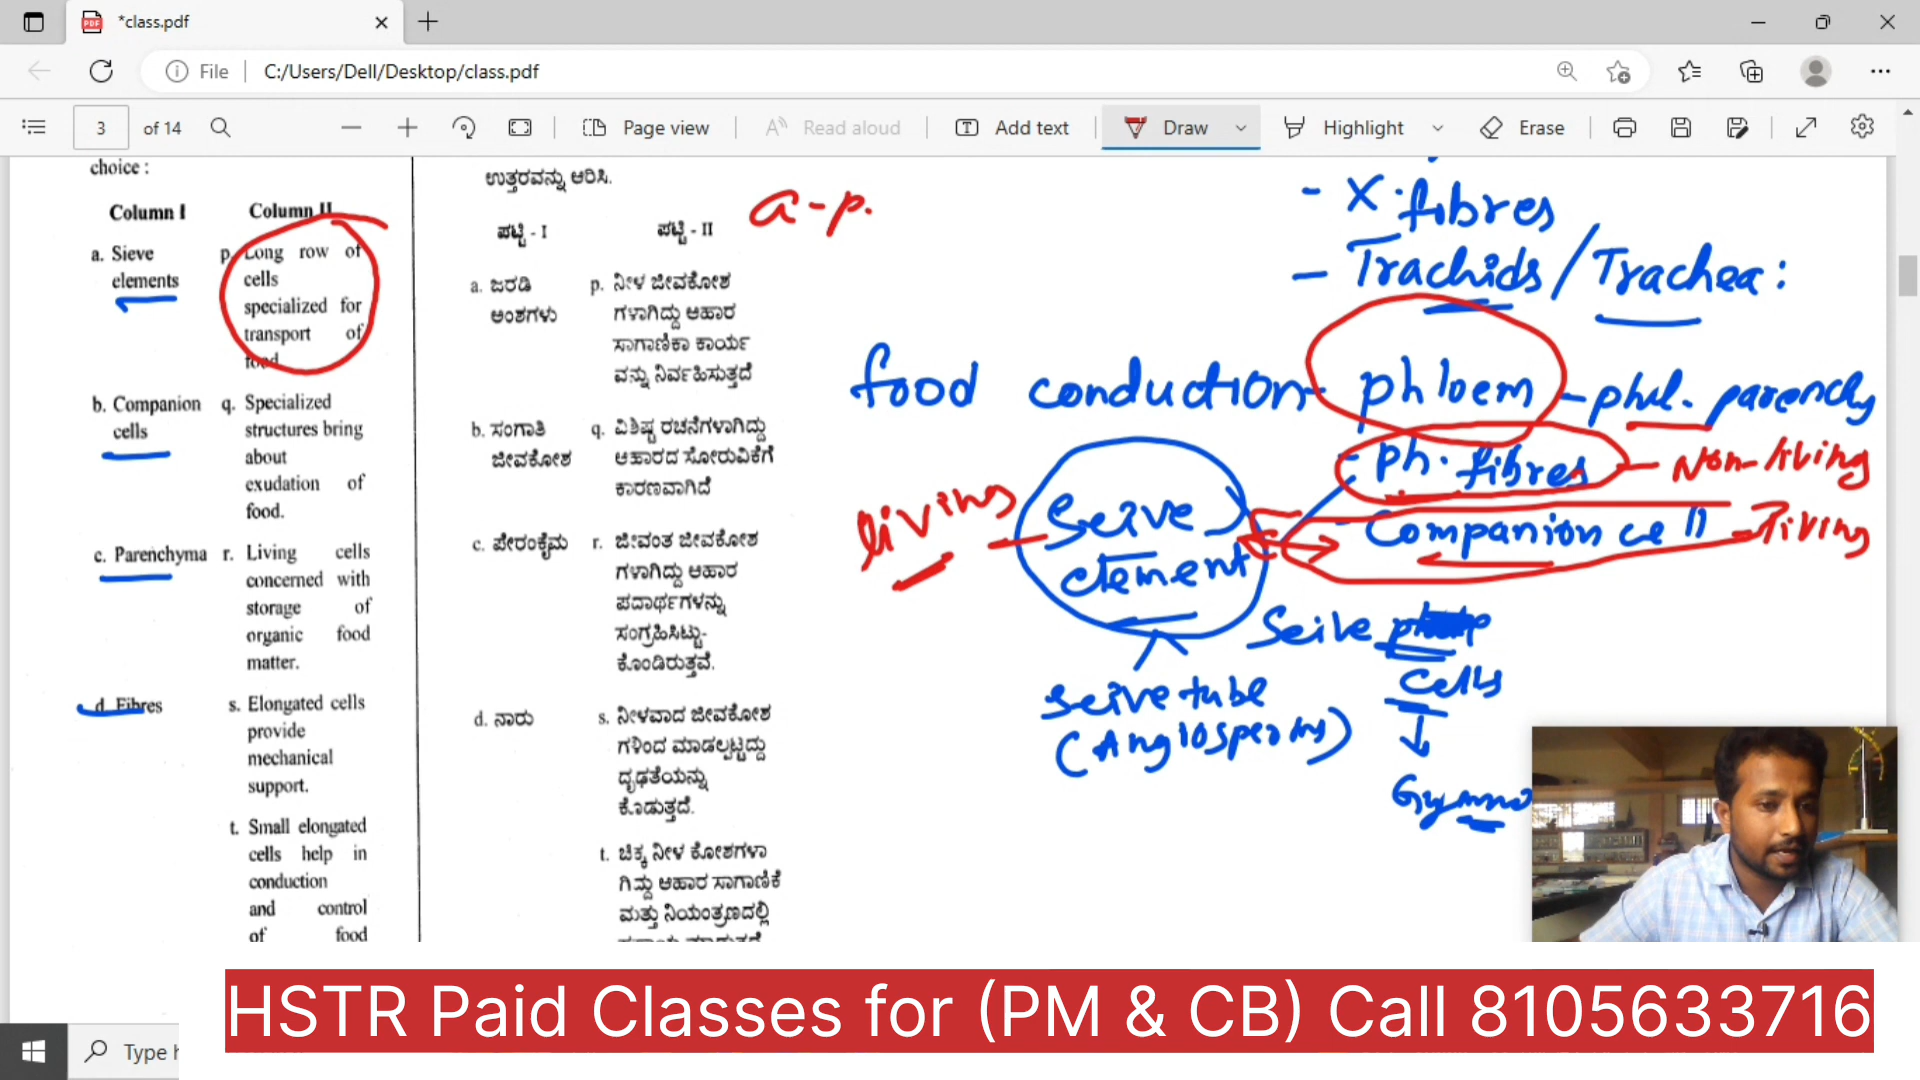 *class.pdf
File
C:/Users/Dell/Desktop/class.pdf
3 of 14
Page view
Read aloud
Add text
Draw
Highlight
Erase
choice :
Column I Column II
a. Sieve elements
p. Long row of cells specialized for transport of food
b. Companion cells
q. Specialized structures bring about exudation of food.
c. Parenchyma
r. Living cells concerned with storage of organic food matter.
d. Fibres
s. Elongated cells provide mechanical support.
t. Small elongated cells help in conduction and control of food
ಉತ್ತರವನ್ನು ಆರಿಸಿ.
ಪಟ್ಟಿ - I ಪಟ್ಟಿ - II
a. ಜರಡಿ ಅಂಶಗಳು
p. ನೀಳ ಜೀವಕೋಶ ಗಳಾಗಿದ್ದು ಆಹಾರ ಸಾಗಾಣಿಕಾ ಕಾರ್ಯ ವನ್ನು ನಿರ್ವಹಿಸುತ್ತದೆ
b. ಸಂಗಾತಿ ಜೀವಕೋಶ
q. ವಿಶಿಷ್ಟ ರಚನೆಗಳಾಗಿದ್ದು ಆಹಾರದ ಸೋರುವಿಕೆಗೆ ಕಾರಣವಾಗಿದೆ
c. ಪೇರಂಕೈಮ
r. ಜೀವಂತ ಜೀವಕೋಶ ಗಳಾಗಿದ್ದು ಆಹಾರ ಪದಾರ್ಥಗಳನ್ನು ಸಂಗ್ರಹಿಸಿಟ್ಟು- ಕೊಂಡಿರುತ್ತವೆ.
d. ನಾರು
s. ನೀಳವಾದ ಜೀವಕೋಶ ಗಳಿಂದ ಮಾಡಲ್ಪಟ್ಟದ್ದು ದೃಢತೆಯನ್ನು ಕೊಡುತ್ತದೆ.
t. ಚಿಕ್ಕ ನೀಳ ಕೋಶಗಳಾ ಗಿದ್ದು ಆಹಾರ ಸಾಗಾಣಿಕೆ ಮತ್ತು ನಿಯಂತ್ರಣದಲ್ಲಿ
a - p.
- X. fibres
- Trachids / Trachea :
food conduction - phloem - phl. parenchy
- ph. fibres - Non-living
- Companion cell - living
living - Seive element
Seive
cells
Seive tube
(Angiosperms)
Gymno
HSTR Paid Classes for (PM & CB) Call 8105633716